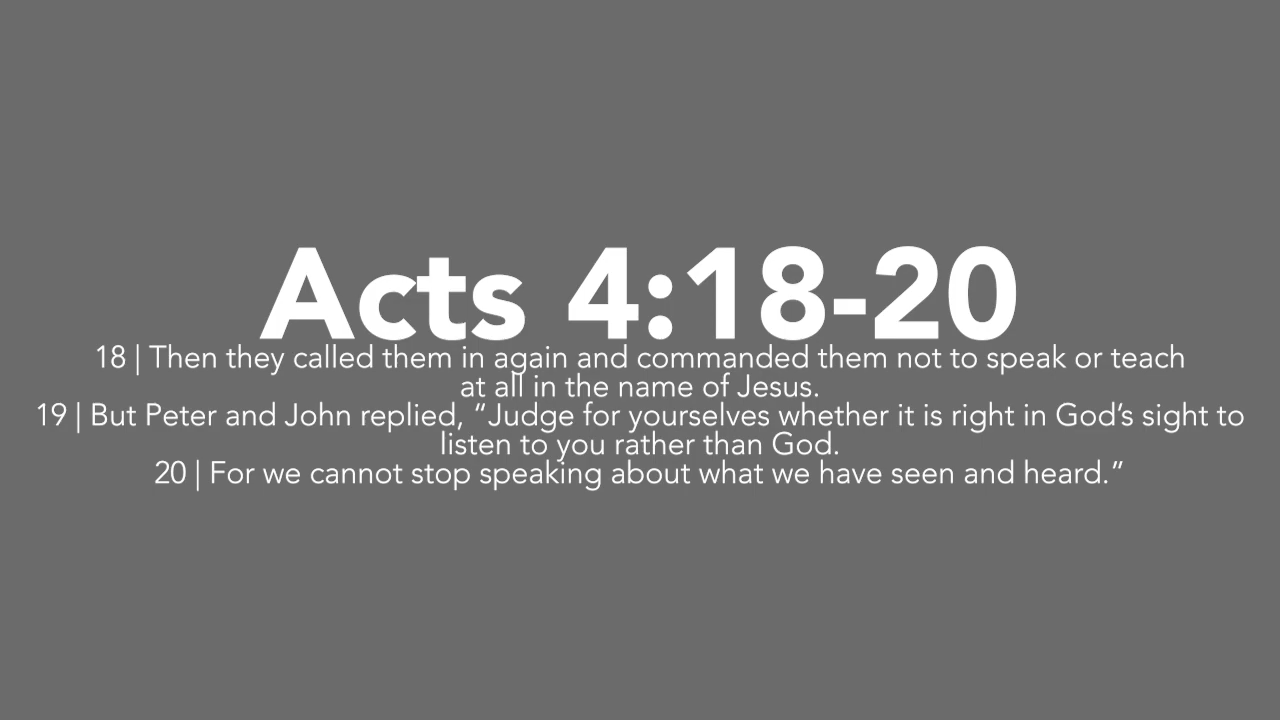 Acts 4:18-20
18 | Then they called them in again and commanded them not to speak or teach
at all in the name of Jesus.
19 | But Peter and John replied, “Judge for yourselves whether it is right in God’s sight to
listen to you rather than God.
20 | For we cannot stop speaking about what we have seen and heard.”